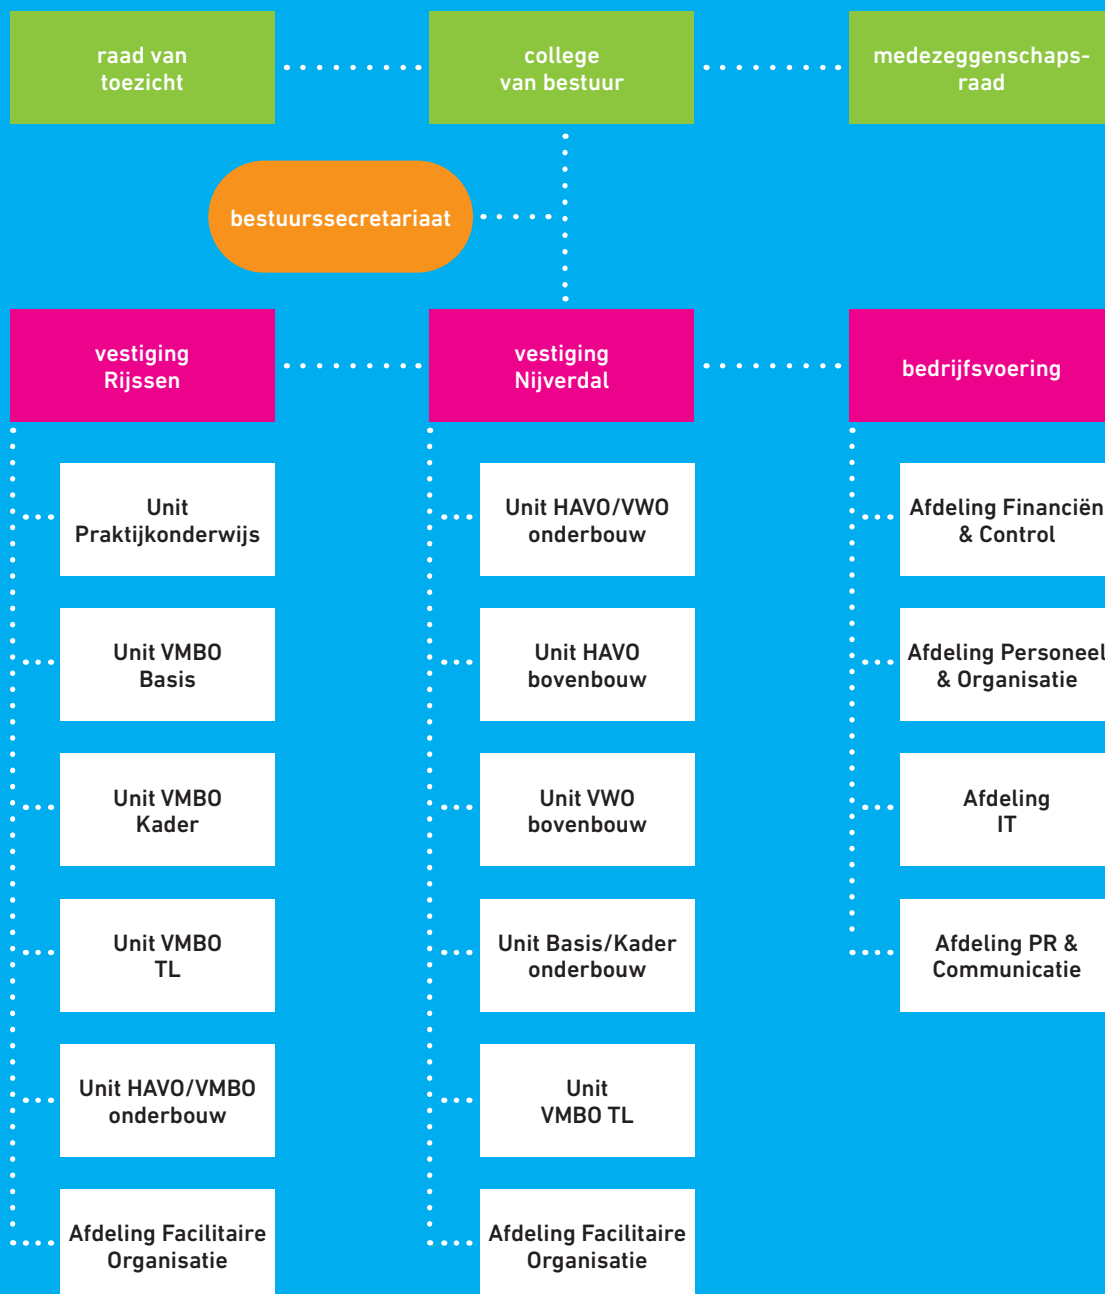 raad van
toezicht
college
van bestuur
medezeggenschaps-
raad
bestuurssecretariaat
vestiging
Rijssen
vestiging
Nijverdal
bedrijfsvoering
Unit
Praktijkonderwijs
Unit VMBO
Basis
Unit VMBO
Kader
Unit VMBO
TL
Unit HAVO/VMBO
onderbouw
Afdeling Facilitaire
Organisatie
Unit HAVO/VWO
onderbouw
Unit HAVO
bovenbouw
Unit VWO
bovenbouw
Unit Basis/Kader
onderbouw
Unit
VMBO TL
Afdeling Facilitaire
Organisatie
Afdeling Financiën
& Control
Afdeling Personeel
& Organisatie
Afdeling
IT
Afdeling PR &
Communicatie